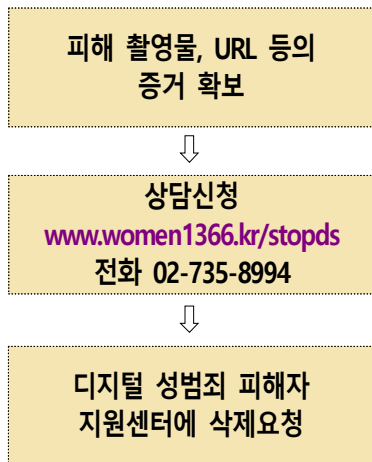 피해 촬영물, URL 등의
증거 확보
⇩
상담신청
www.women1366.kr/stopds
전화 02-735-8994
⇩
디지털 성범죄 피해자
지원센터에 삭제요청